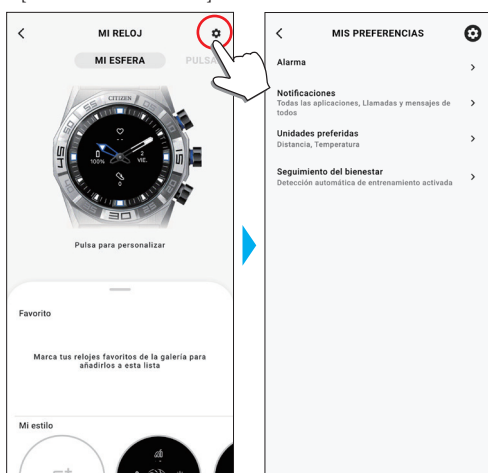 MI RELOJ
MI ESFERA
PULSA
CITIZEN
100%
2
VIE.
0
Pulsa para personalizar
Favorito
Marca tus relojes favoritos de la galería para
añadirlos a esta lista
Mi estilo
MIS PREFERENCIAS
Alarma
Notificaciones
Todas las aplicaciones, Llamadas y mensajes de
todos
Unidades preferidas
Distancia, Temperatura
Seguimiento del bienestar
Detección automática de entrenamiento activada